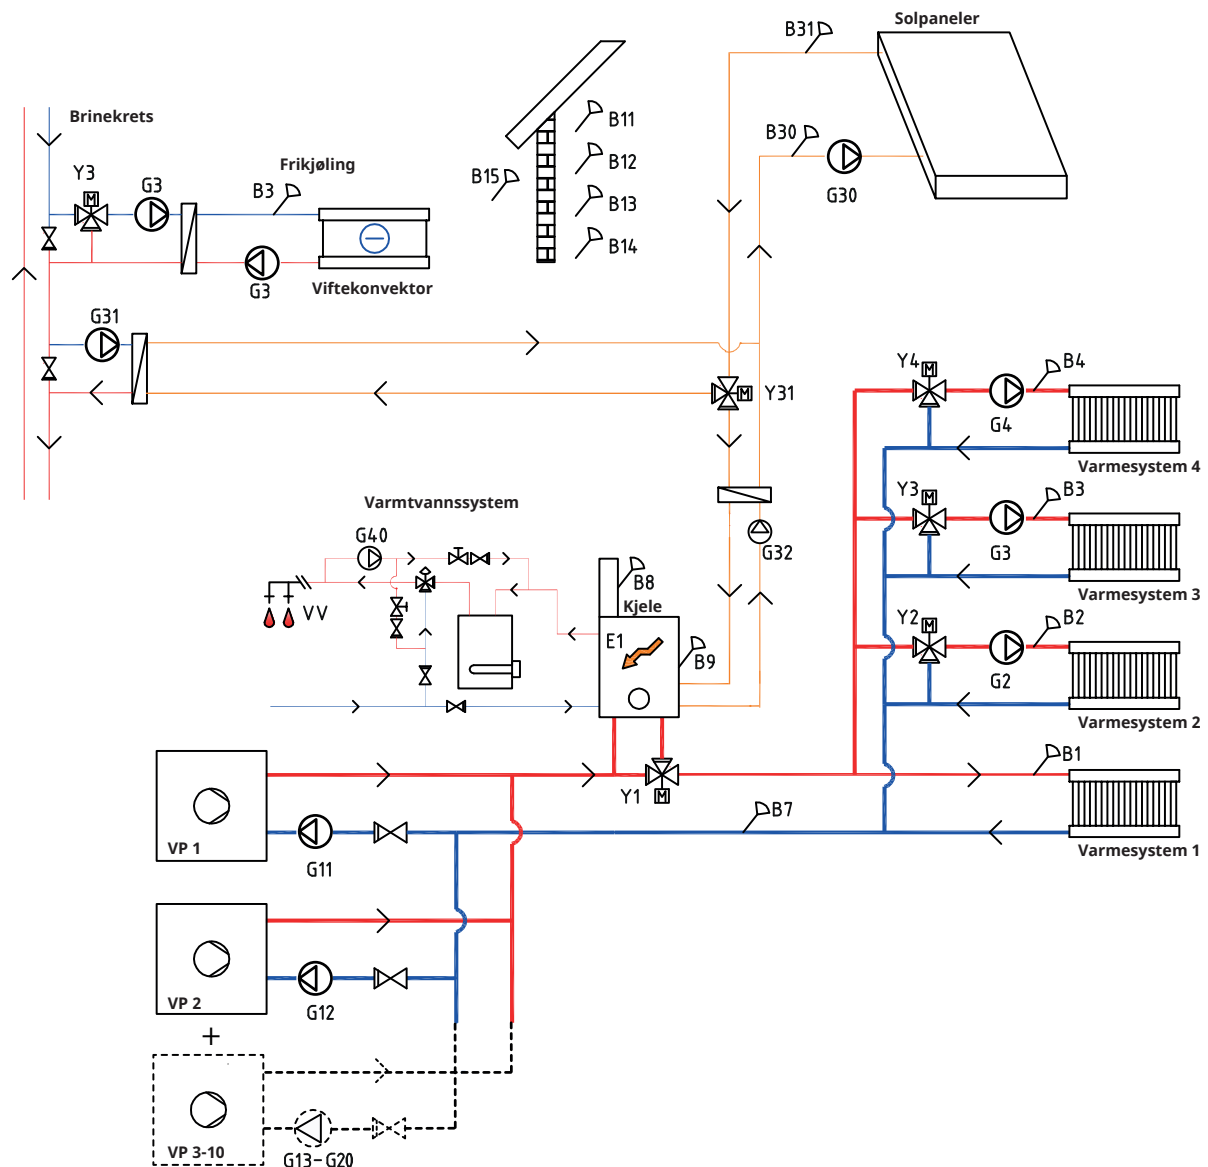 Solpaneler
B31
Brinekrets
B11
B30
Frikjøling
B12
Y3
G3
B3
B15
B13
G30
B14
G3
Viftekonvektor
G31
Y4
B4
M
Y31
M
G4
Varmesystem 4
Y3
B3
M
Varmtvannssystem
G40
G32
G3
B8
Kjele
Varmesystem 3
VV
Y2
B2
M
E1
B9
G2
Varmesystem 2
B1
Y1
M
B7
VP 1
G11
Varmesystem 1
VP 2
G12
+
VP 3-10
G13-G20
M